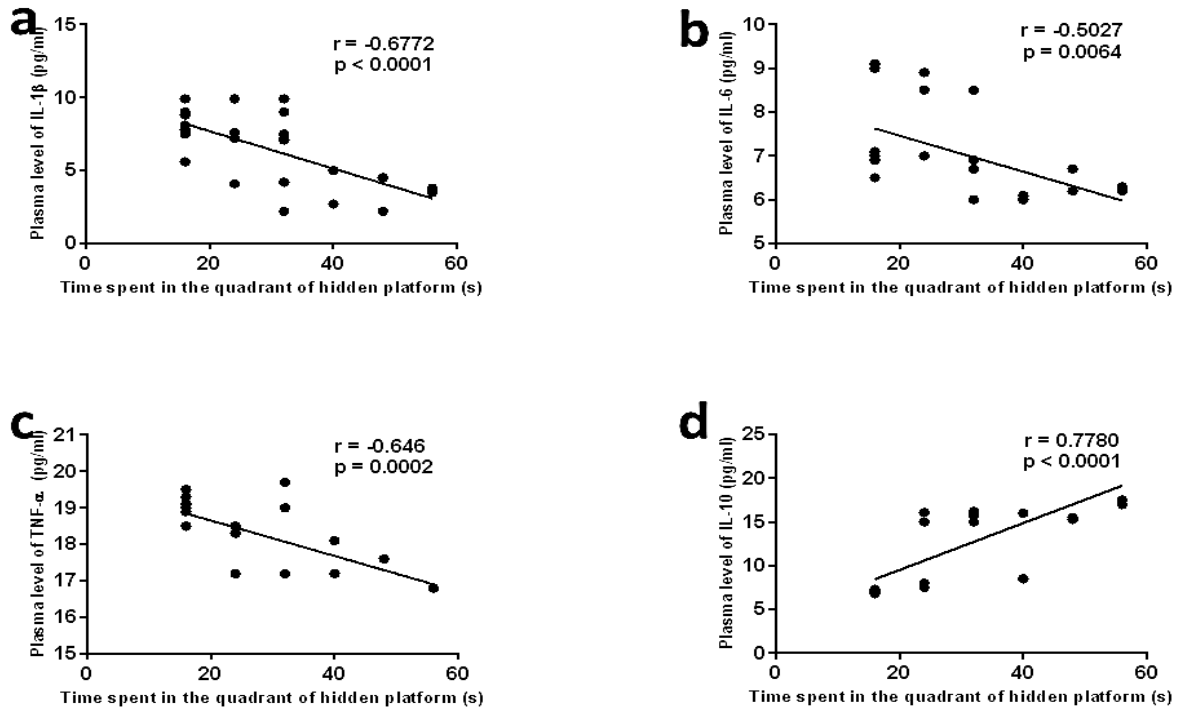 a
Plasma level of IL-1β (pg/ml)
15
10
5
0
r = -0.6772
p < 0.0001
0 20 40 60
Time spent in the quadrant of hidden platform (s)
b
Plasma level of IL-6 (pg/ml)
10
9
8
7
6
5
r = -0.5027
p = 0.0064
0 20 40 60
Time spent in the quadrant of hidden platform (s)
c
Plasma level of TNF-α (pg/ml)
21
20
19
18
17
16
15
r = -0.646
p = 0.0002
0 20 40 60
Time spent in the quadrant of hidden platform (s)
d
Plasma level of IL-10 (pg/ml)
25
20
15
10
5
0
r = 0.7780
p < 0.0001
0 20 40 60
Time spent in the quadrant of hidden platform (s)